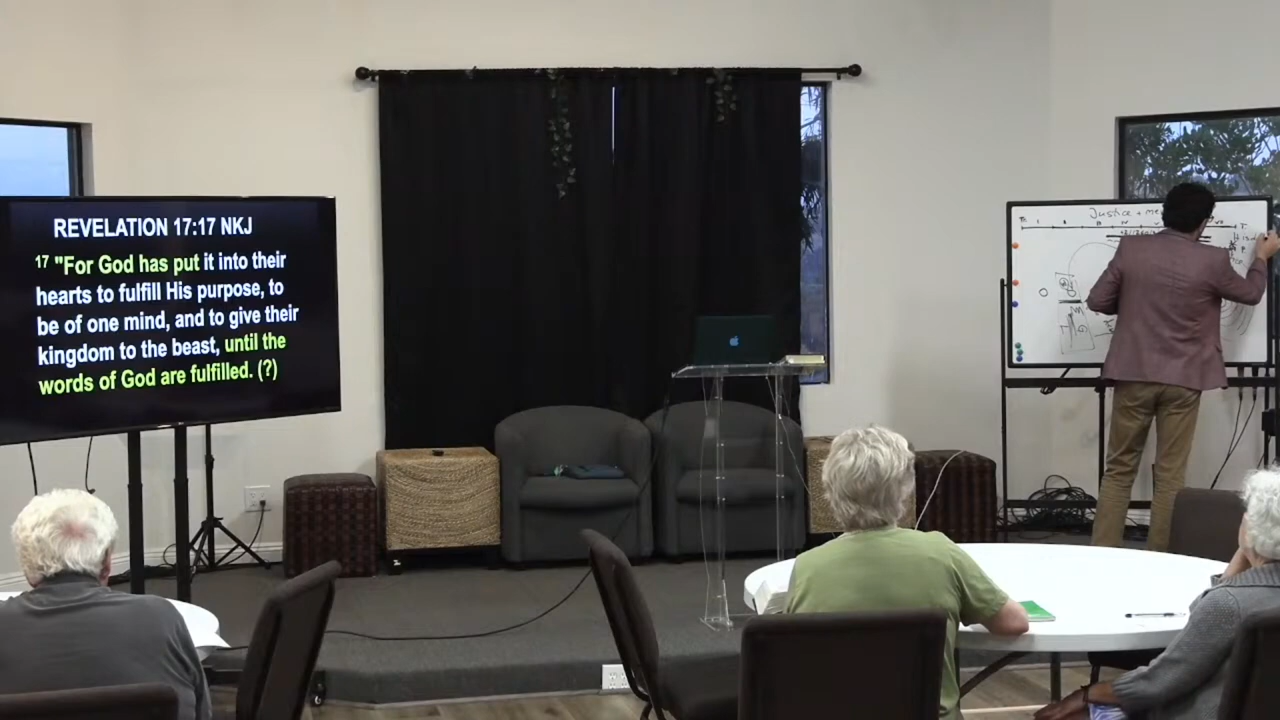 REVELATION 17:17 NKJ
17 "For God has put it into their
hearts to fulfill His purpose, to
be of one mind, and to give their
kingdom to the beast, until the
words of God are fulfilled. (?)
Justice +